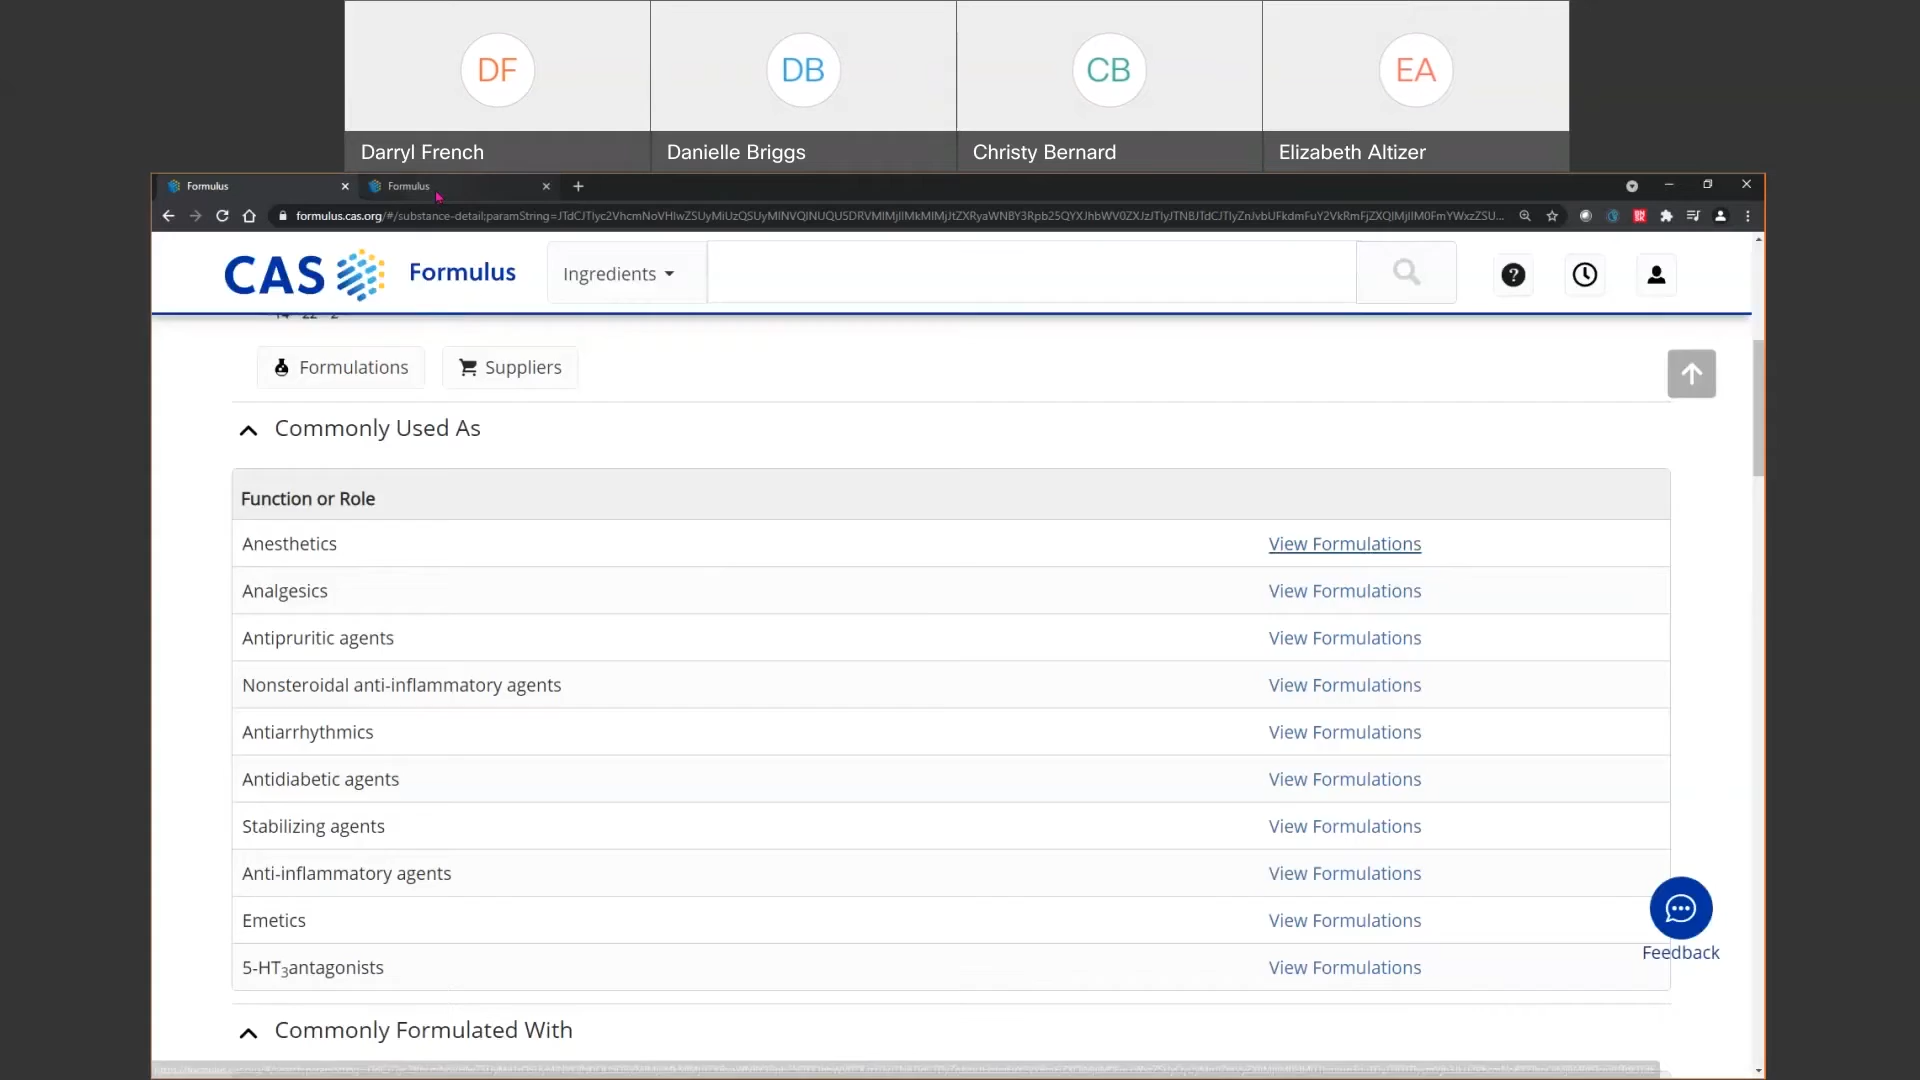 DF
DB
CB
EA
Darryl French
Danielle Briggs
Christy Bernard
Elizabeth Altizer
Formulus
Formulus
CAS
Formulus
Ingredients
Formulations
Suppliers
Commonly Used As
Function or Role
Anesthetics View Formulations
Analgesics View Formulations
Antipruritic agents View Formulations
Nonsteroidal anti-inflammatory agents View Formulations
Antiarrhythmics View Formulations
Antidiabetic agents View Formulations
Stabilizing agents View Formulations
Anti-inflammatory agents View Formulations
Emetics View Formulations
5-HT3antagonists View Formulations
Feedback
Commonly Formulated With